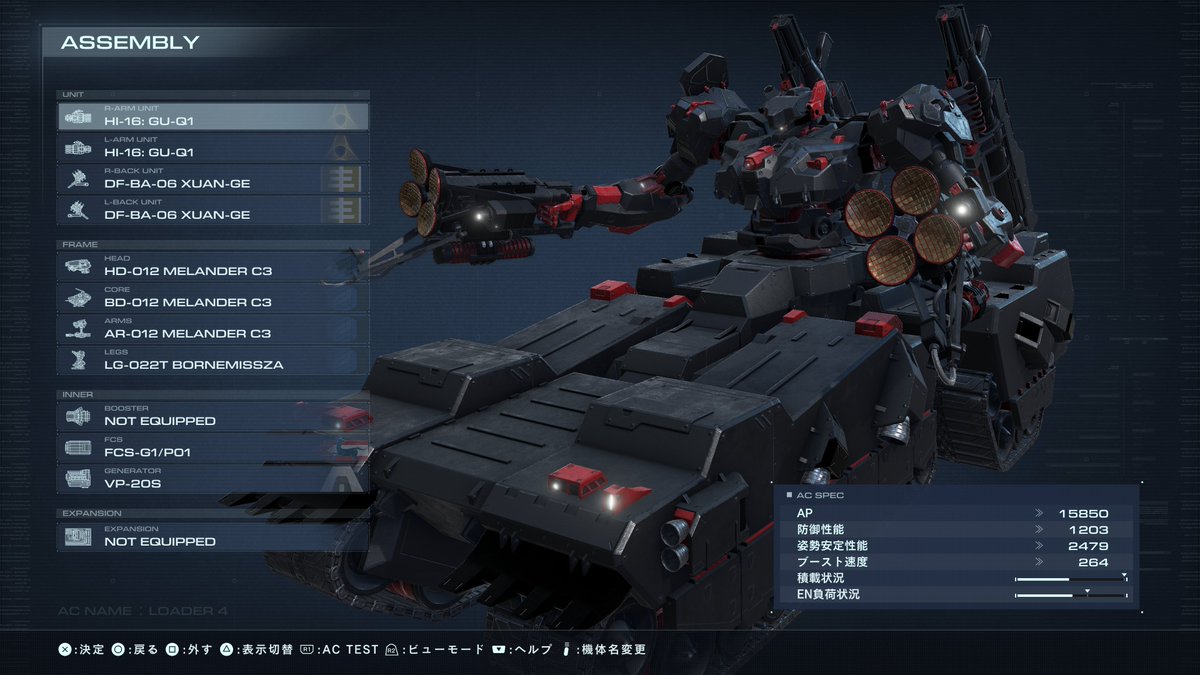 ASSEMBLY
UNIT
R-ARM UNIT
HI-16: GU-Q1
L-ARM UNIT
HI-16: GU-Q1
R-BACK UNIT
DF-BA-06 XUAN-GE
L-BACK UNIT
DF-BA-06 XUAN-GE
FRAME
HEAD
HD-012 MELANDER C3
CORE
BD-012 MELANDER C3
ARMS
AR-012 MELANDER C3
LEGS
LG-022T BORNEMISSZA
INNER
BOOSTER
NOT EQUIPPED
FCS
FCS-G1/P01
GENERATOR
VP-20S
EXPANSION
EXPANSION
NOT EQUIPPED
AC NAME : LOADER 4
AC SPEC
AP 15850
防御性能 1203
姿勢安定性能 2479
ブースト速度 264
積載状況
EN負荷状況
:決定 :戻る :外す :表示切替 R1:AC TEST R2:ビューモード :ヘルプ :機体名変更